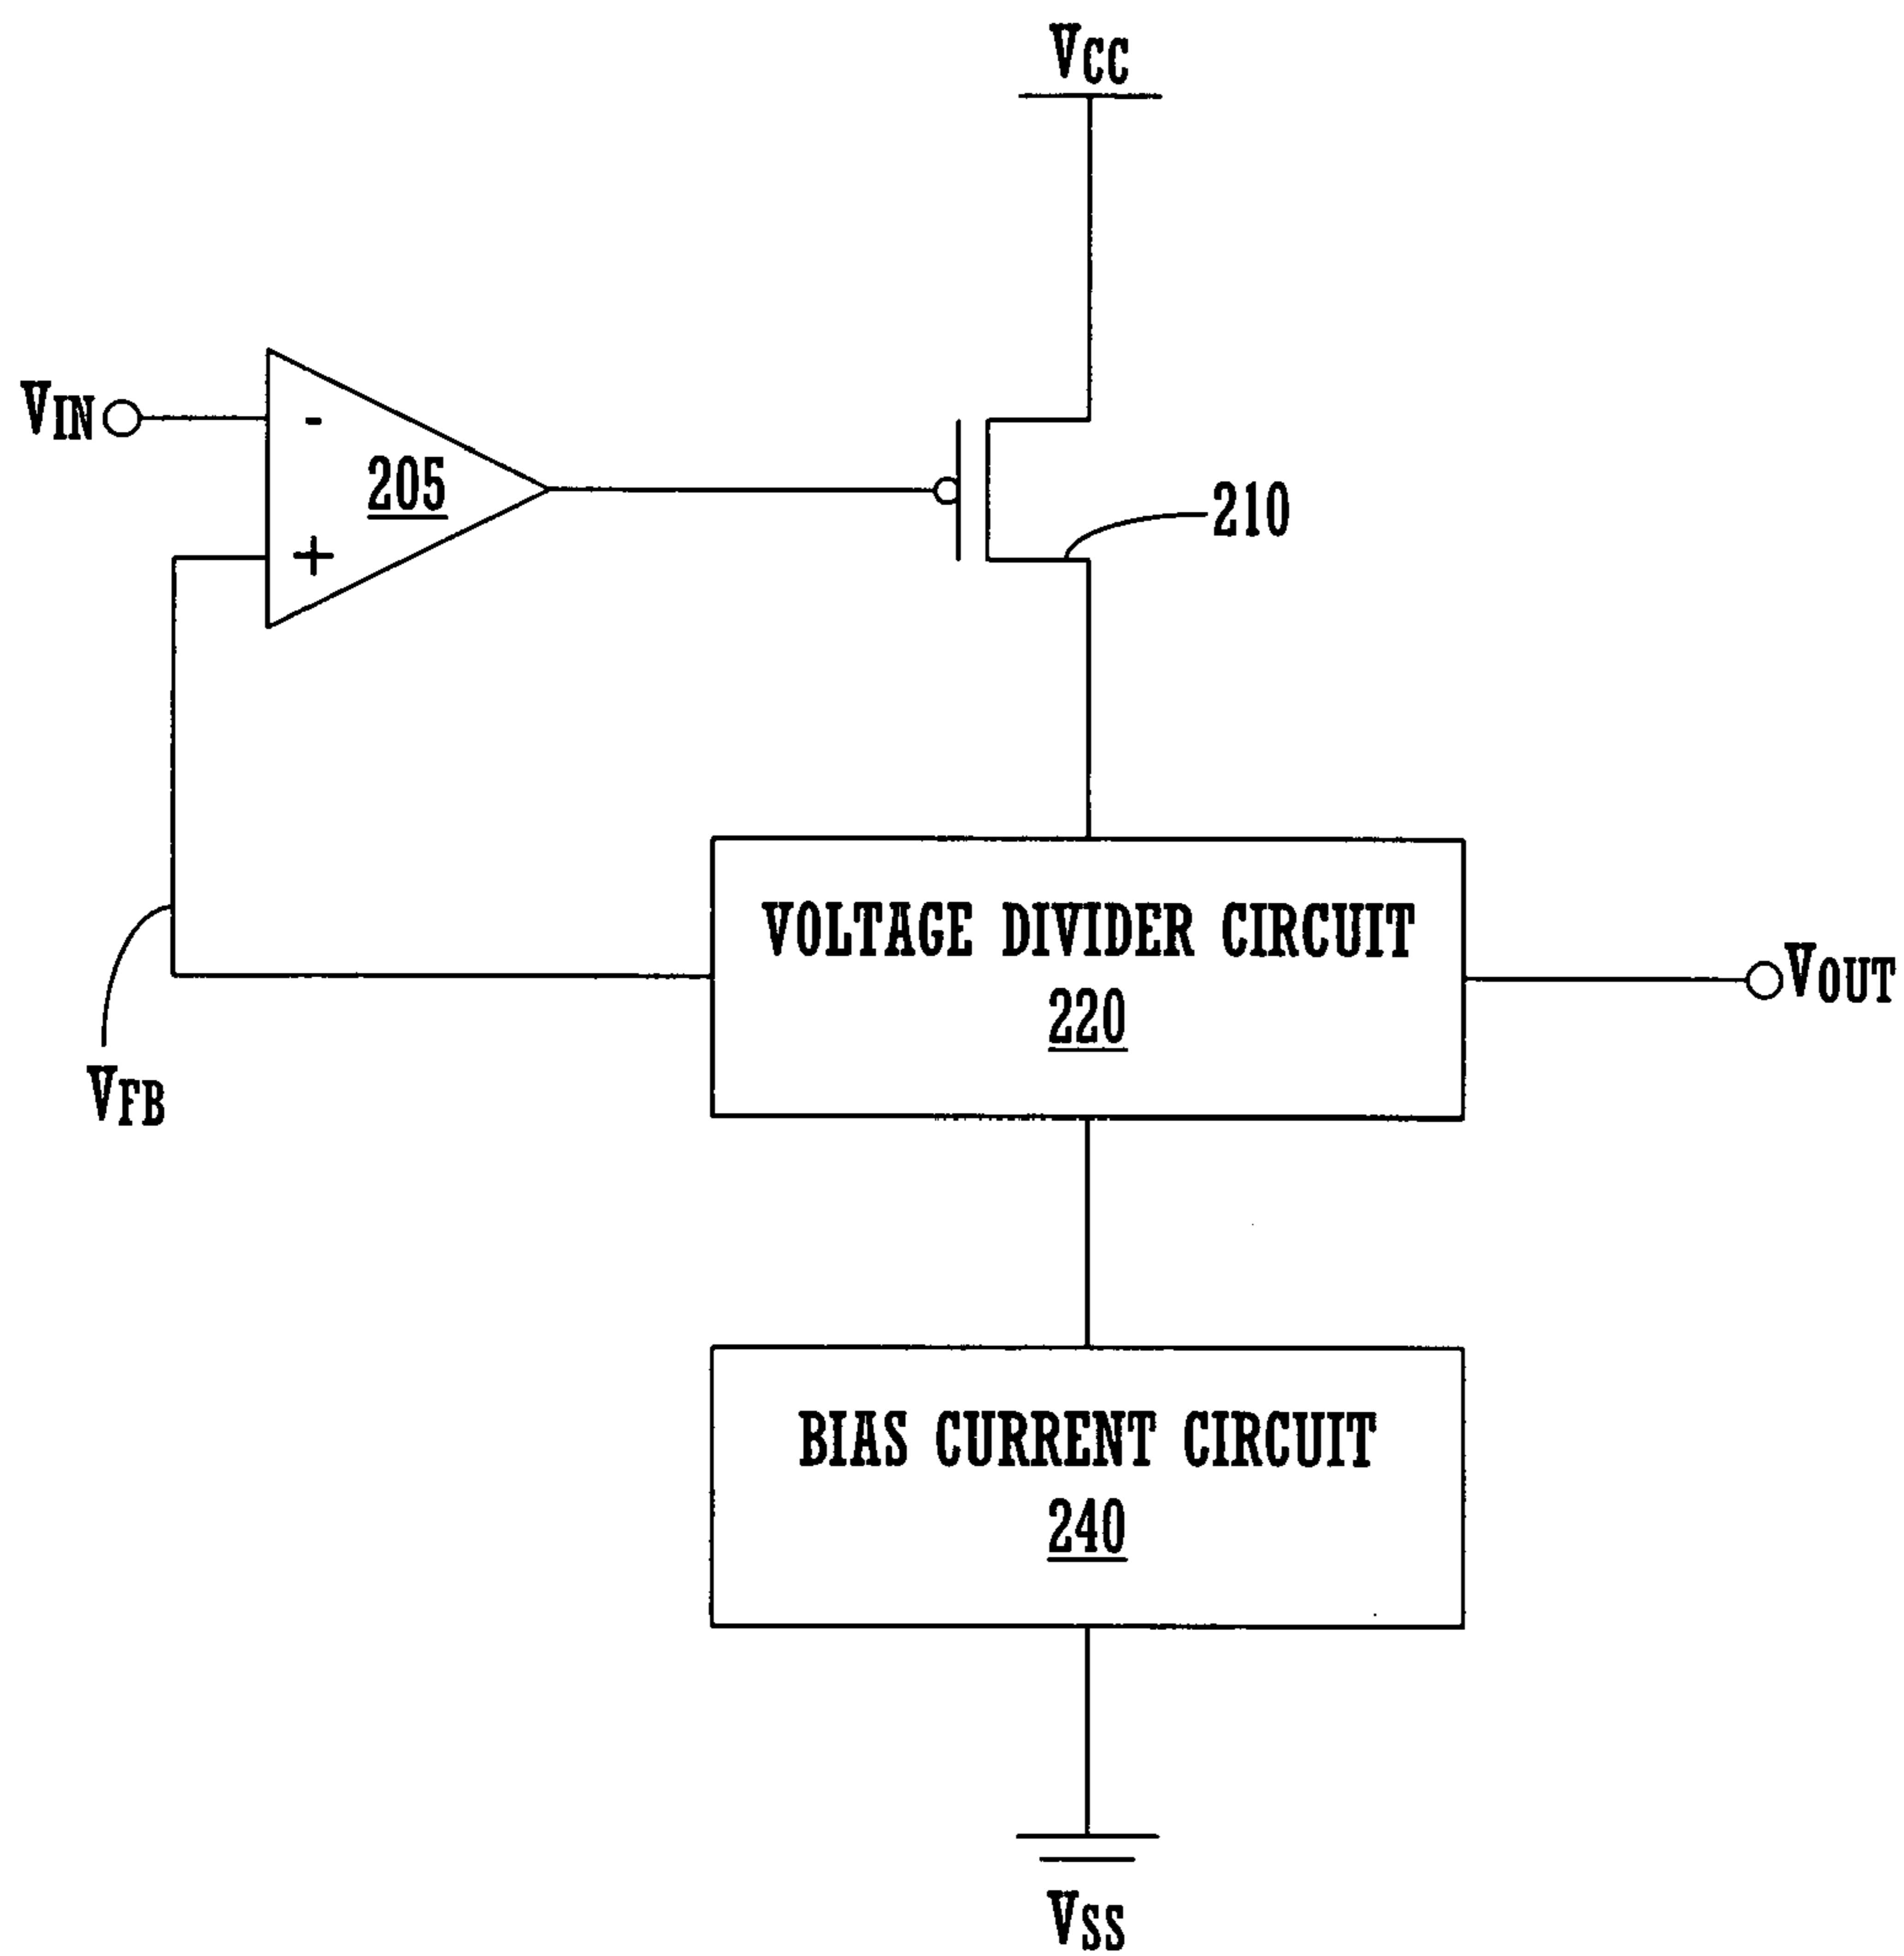 VCC
VIN
-
205
+
210
VOLTAGE DIVIDER CIRCUIT
220
VOUT
VFB
BIAS CURRENT CIRCUIT
240
VSS